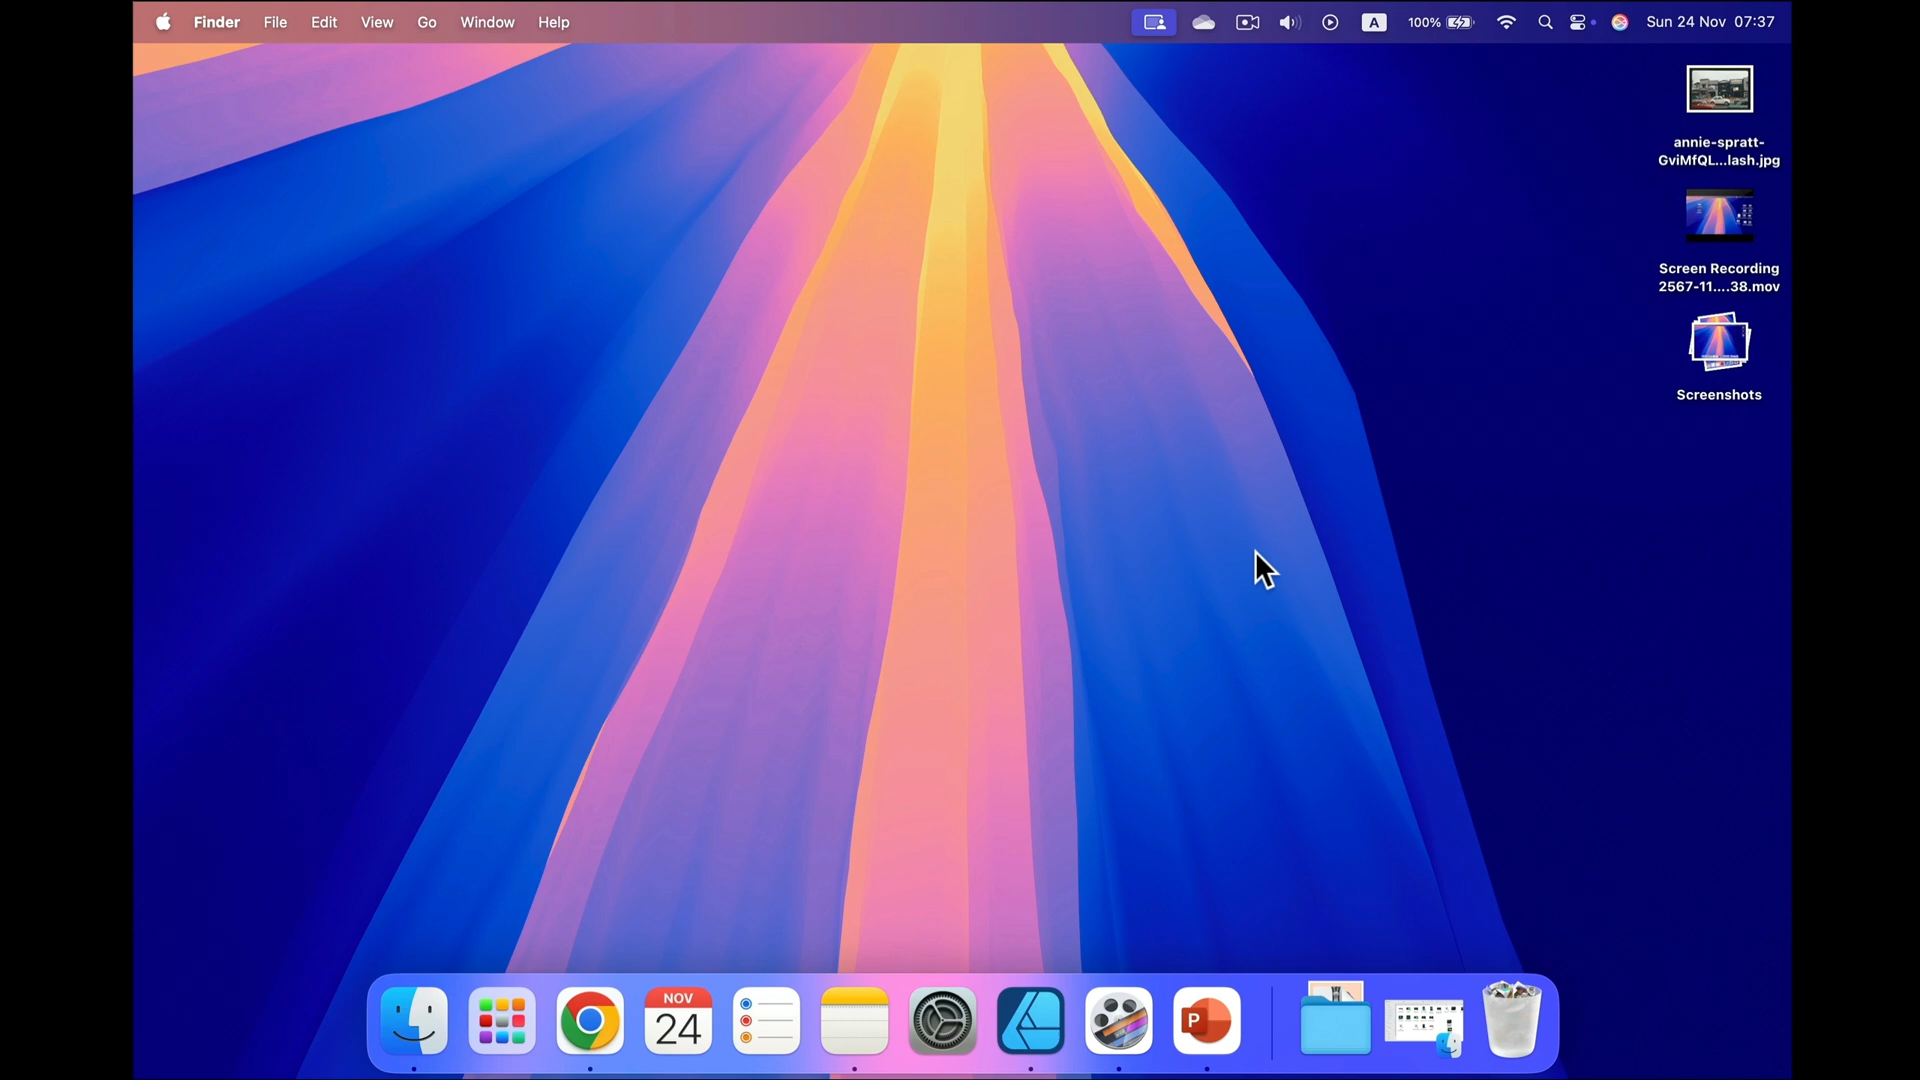 Finder File Edit View Go Window Help A 100% Sun 24 Nov 07:37
annie-spratt-
GviMfQL...lash.jpg
Screen Recording
2567-11....38.mov
Screenshots
NOV
24
P